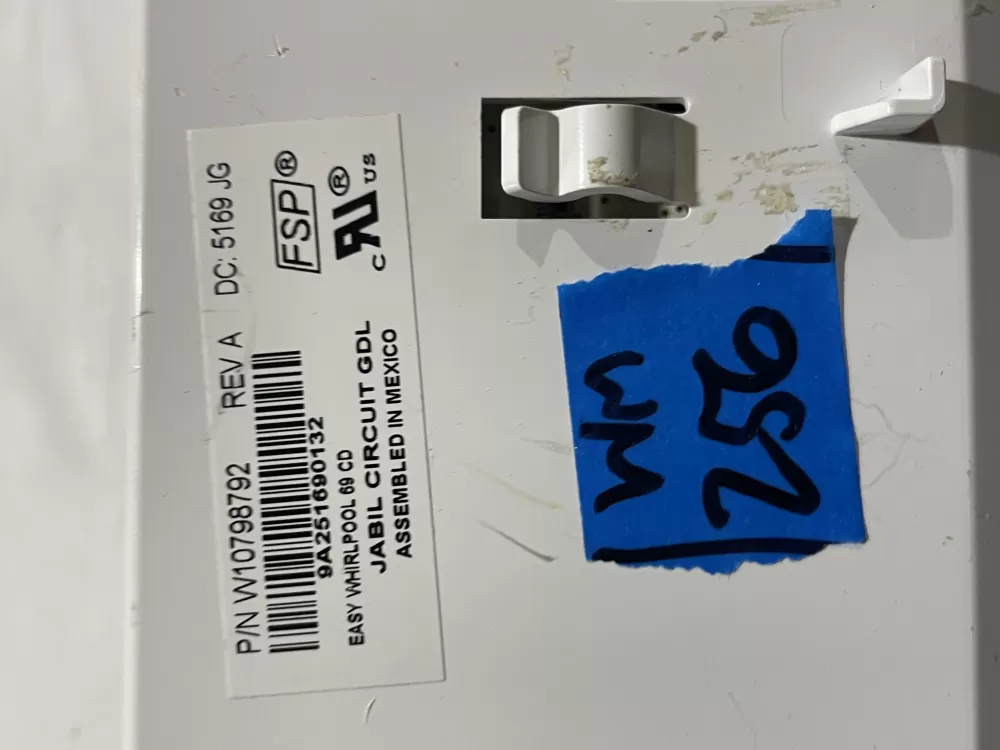 P/N W10798792 REV A DC: 5169 JG
9A251690132
EASY WHIRLPOOL 69 CD
JABIL CIRCUIT GDL
ASSEMBLED IN MEXICO
FSP®
C UR® US
WM
256